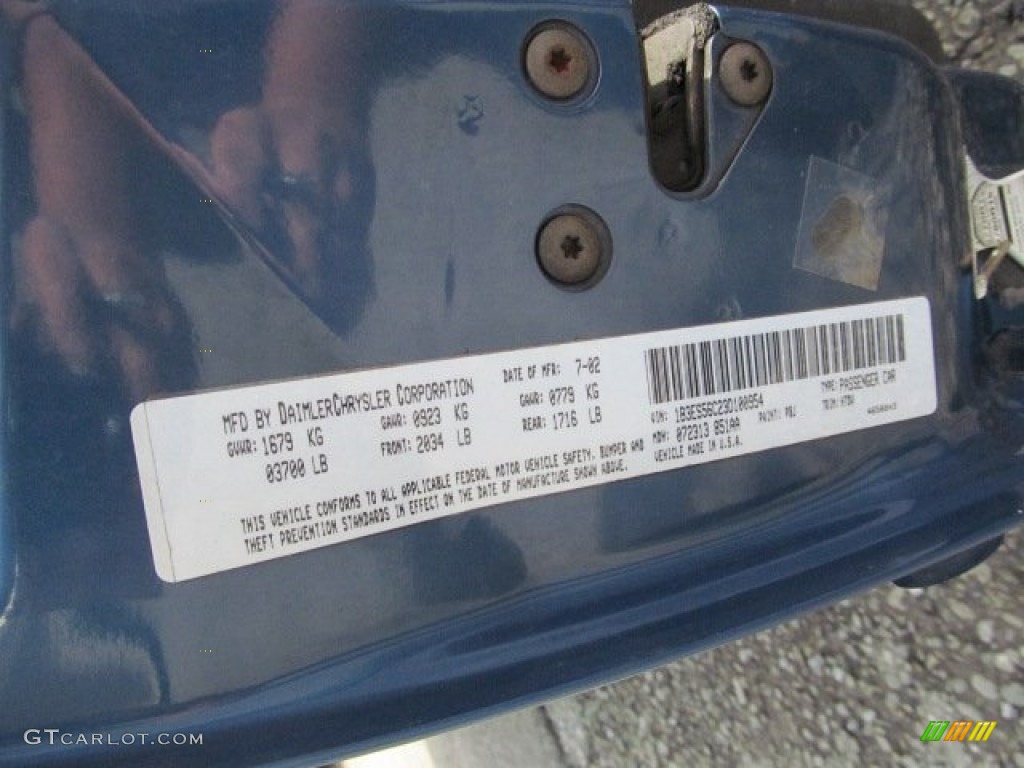 MFD BY DAIMLERCHRYSLER CORPORATION DATE OF MFR: 7-02
GVWR: 1679 KG GAWR: 0923 KG GAWR: 0779 KG
03700 LB FRONT: 2034 LB REAR: 1716 LB
THIS VEHICLE CONFORMS TO ALL APPLICABLE FEDERAL MOTOR VEHICLE SAFETY, BUMPER AND
THEFT PREVENTION STANDARDS IN EFFECT ON THE DATE OF MANUFACTURE SHOWN ABOVE.
TYPE: PASSENGER CAR
VIN: 1B3ES56C23D100954
TRIM:
PAINT:
MDH: 072313 051AA
VEHICLE MADE IN U.S.A.
GTCARLOT.COM